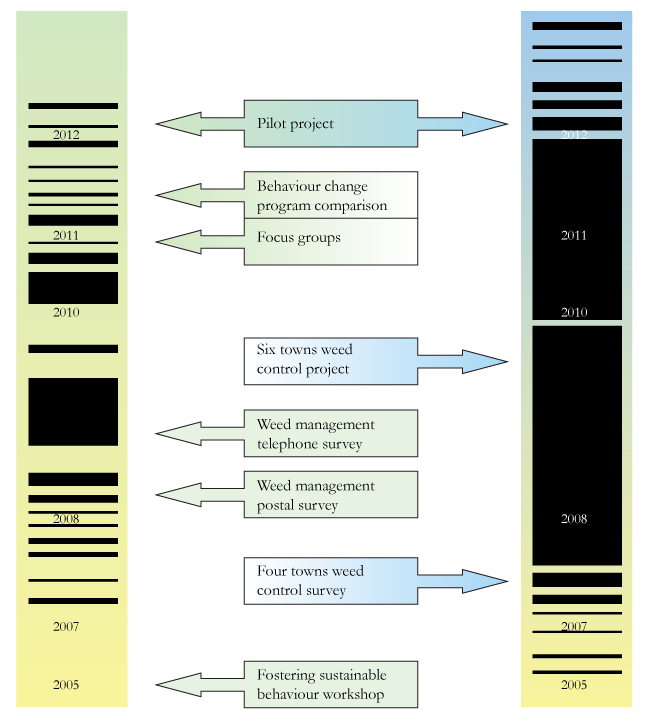 2012
2011
2010
2008
2007
2005
Pilot project
Behaviour change
program comparison
Focus groups
Six towns weed
control project
Weed management
telephone survey
Weed management
postal survey
Four towns weed
control survey
Fostering sustainable
behaviour workshop
2012
2011
2010
2008
2007
2005